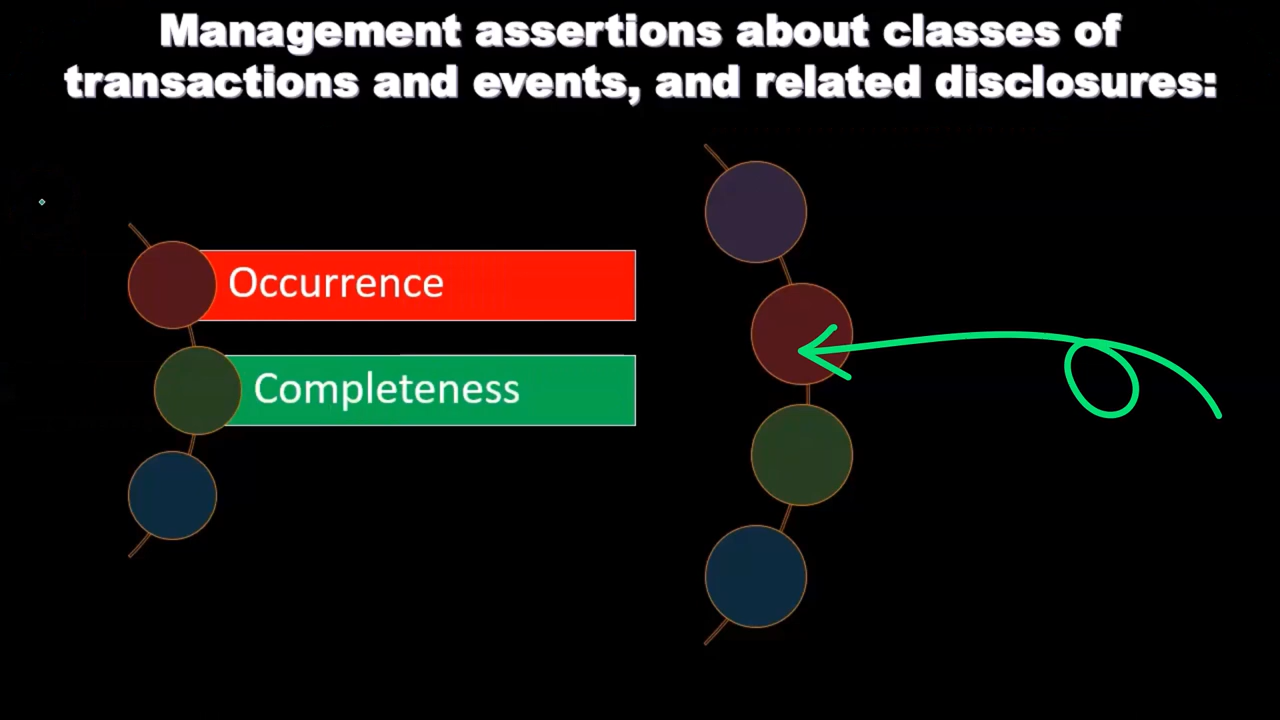 Management assertions about classes of
transactions and events, and related disclosures:
Occurrence
Completeness